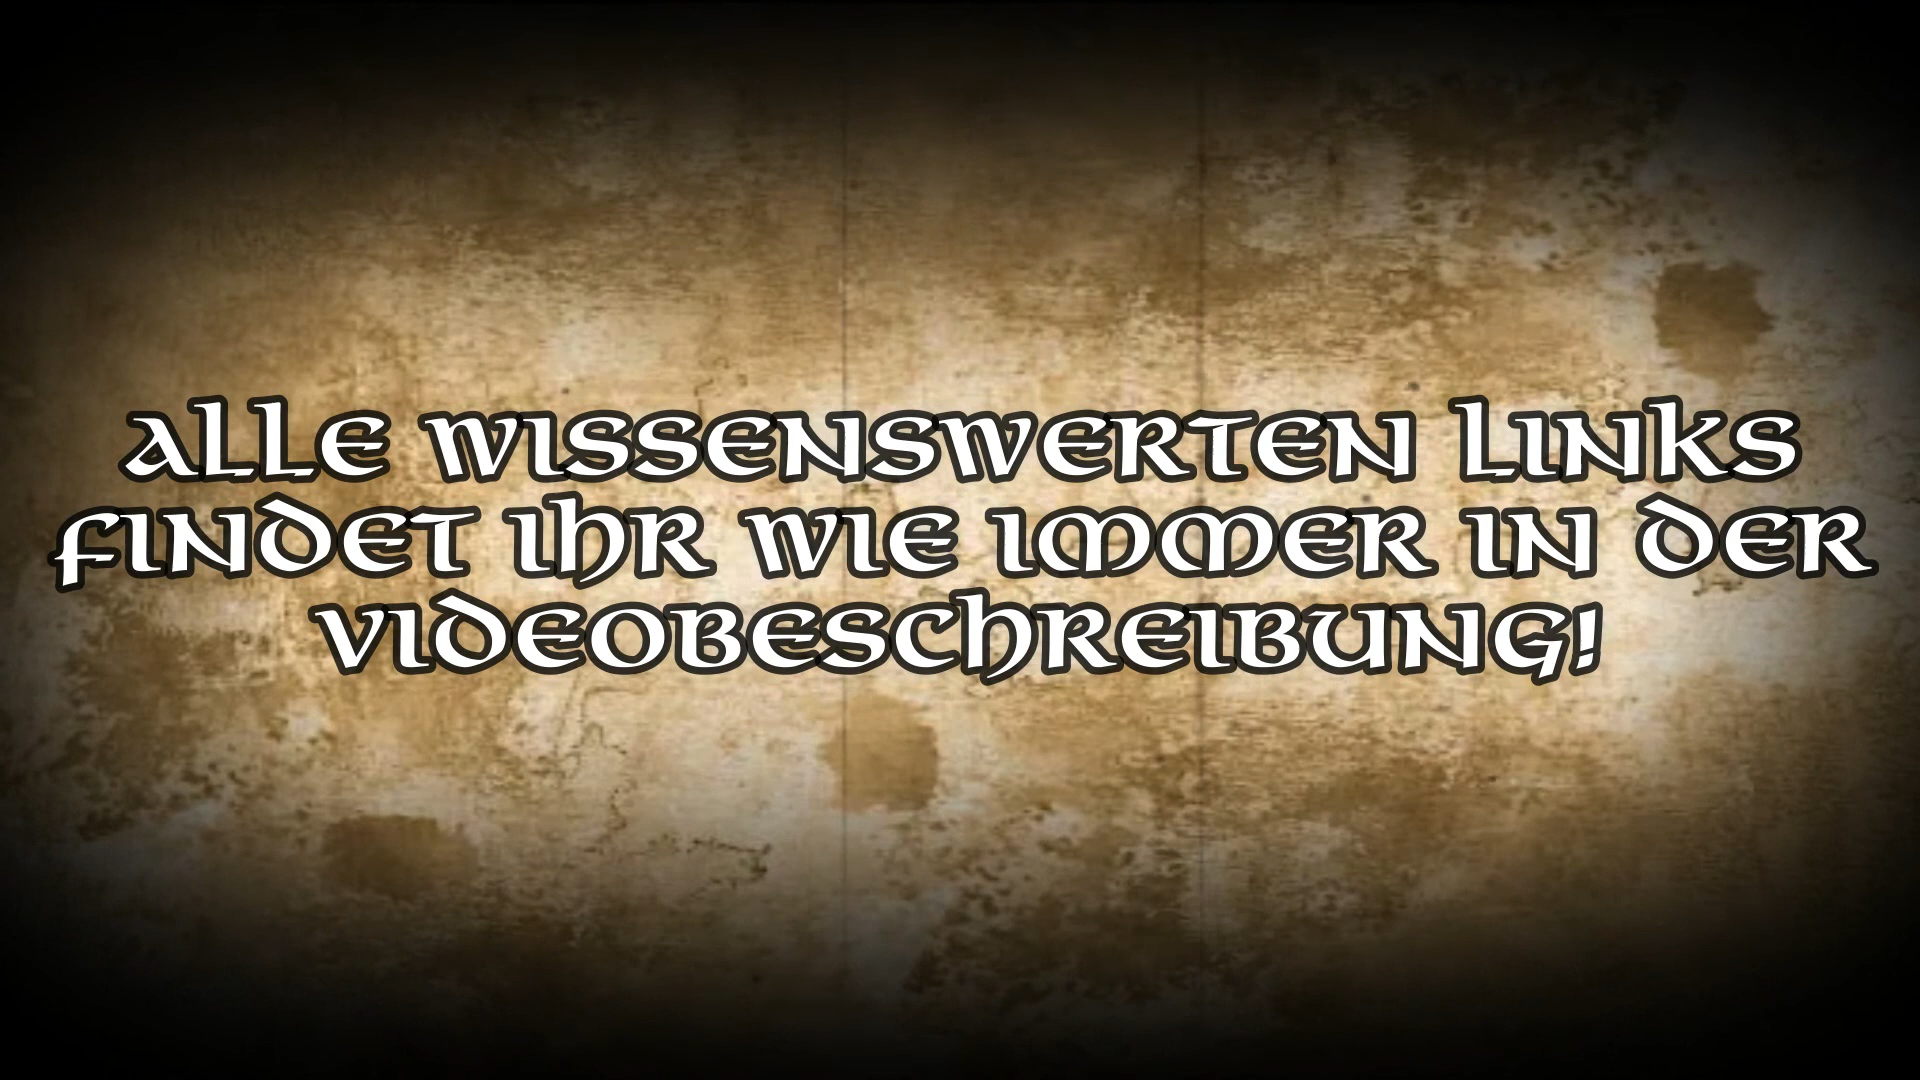 ALLE WISSENSWERTEN LINKS
FINDET IHR WIE IMMER IN DER
VIDEOBESCHREIBUNG!